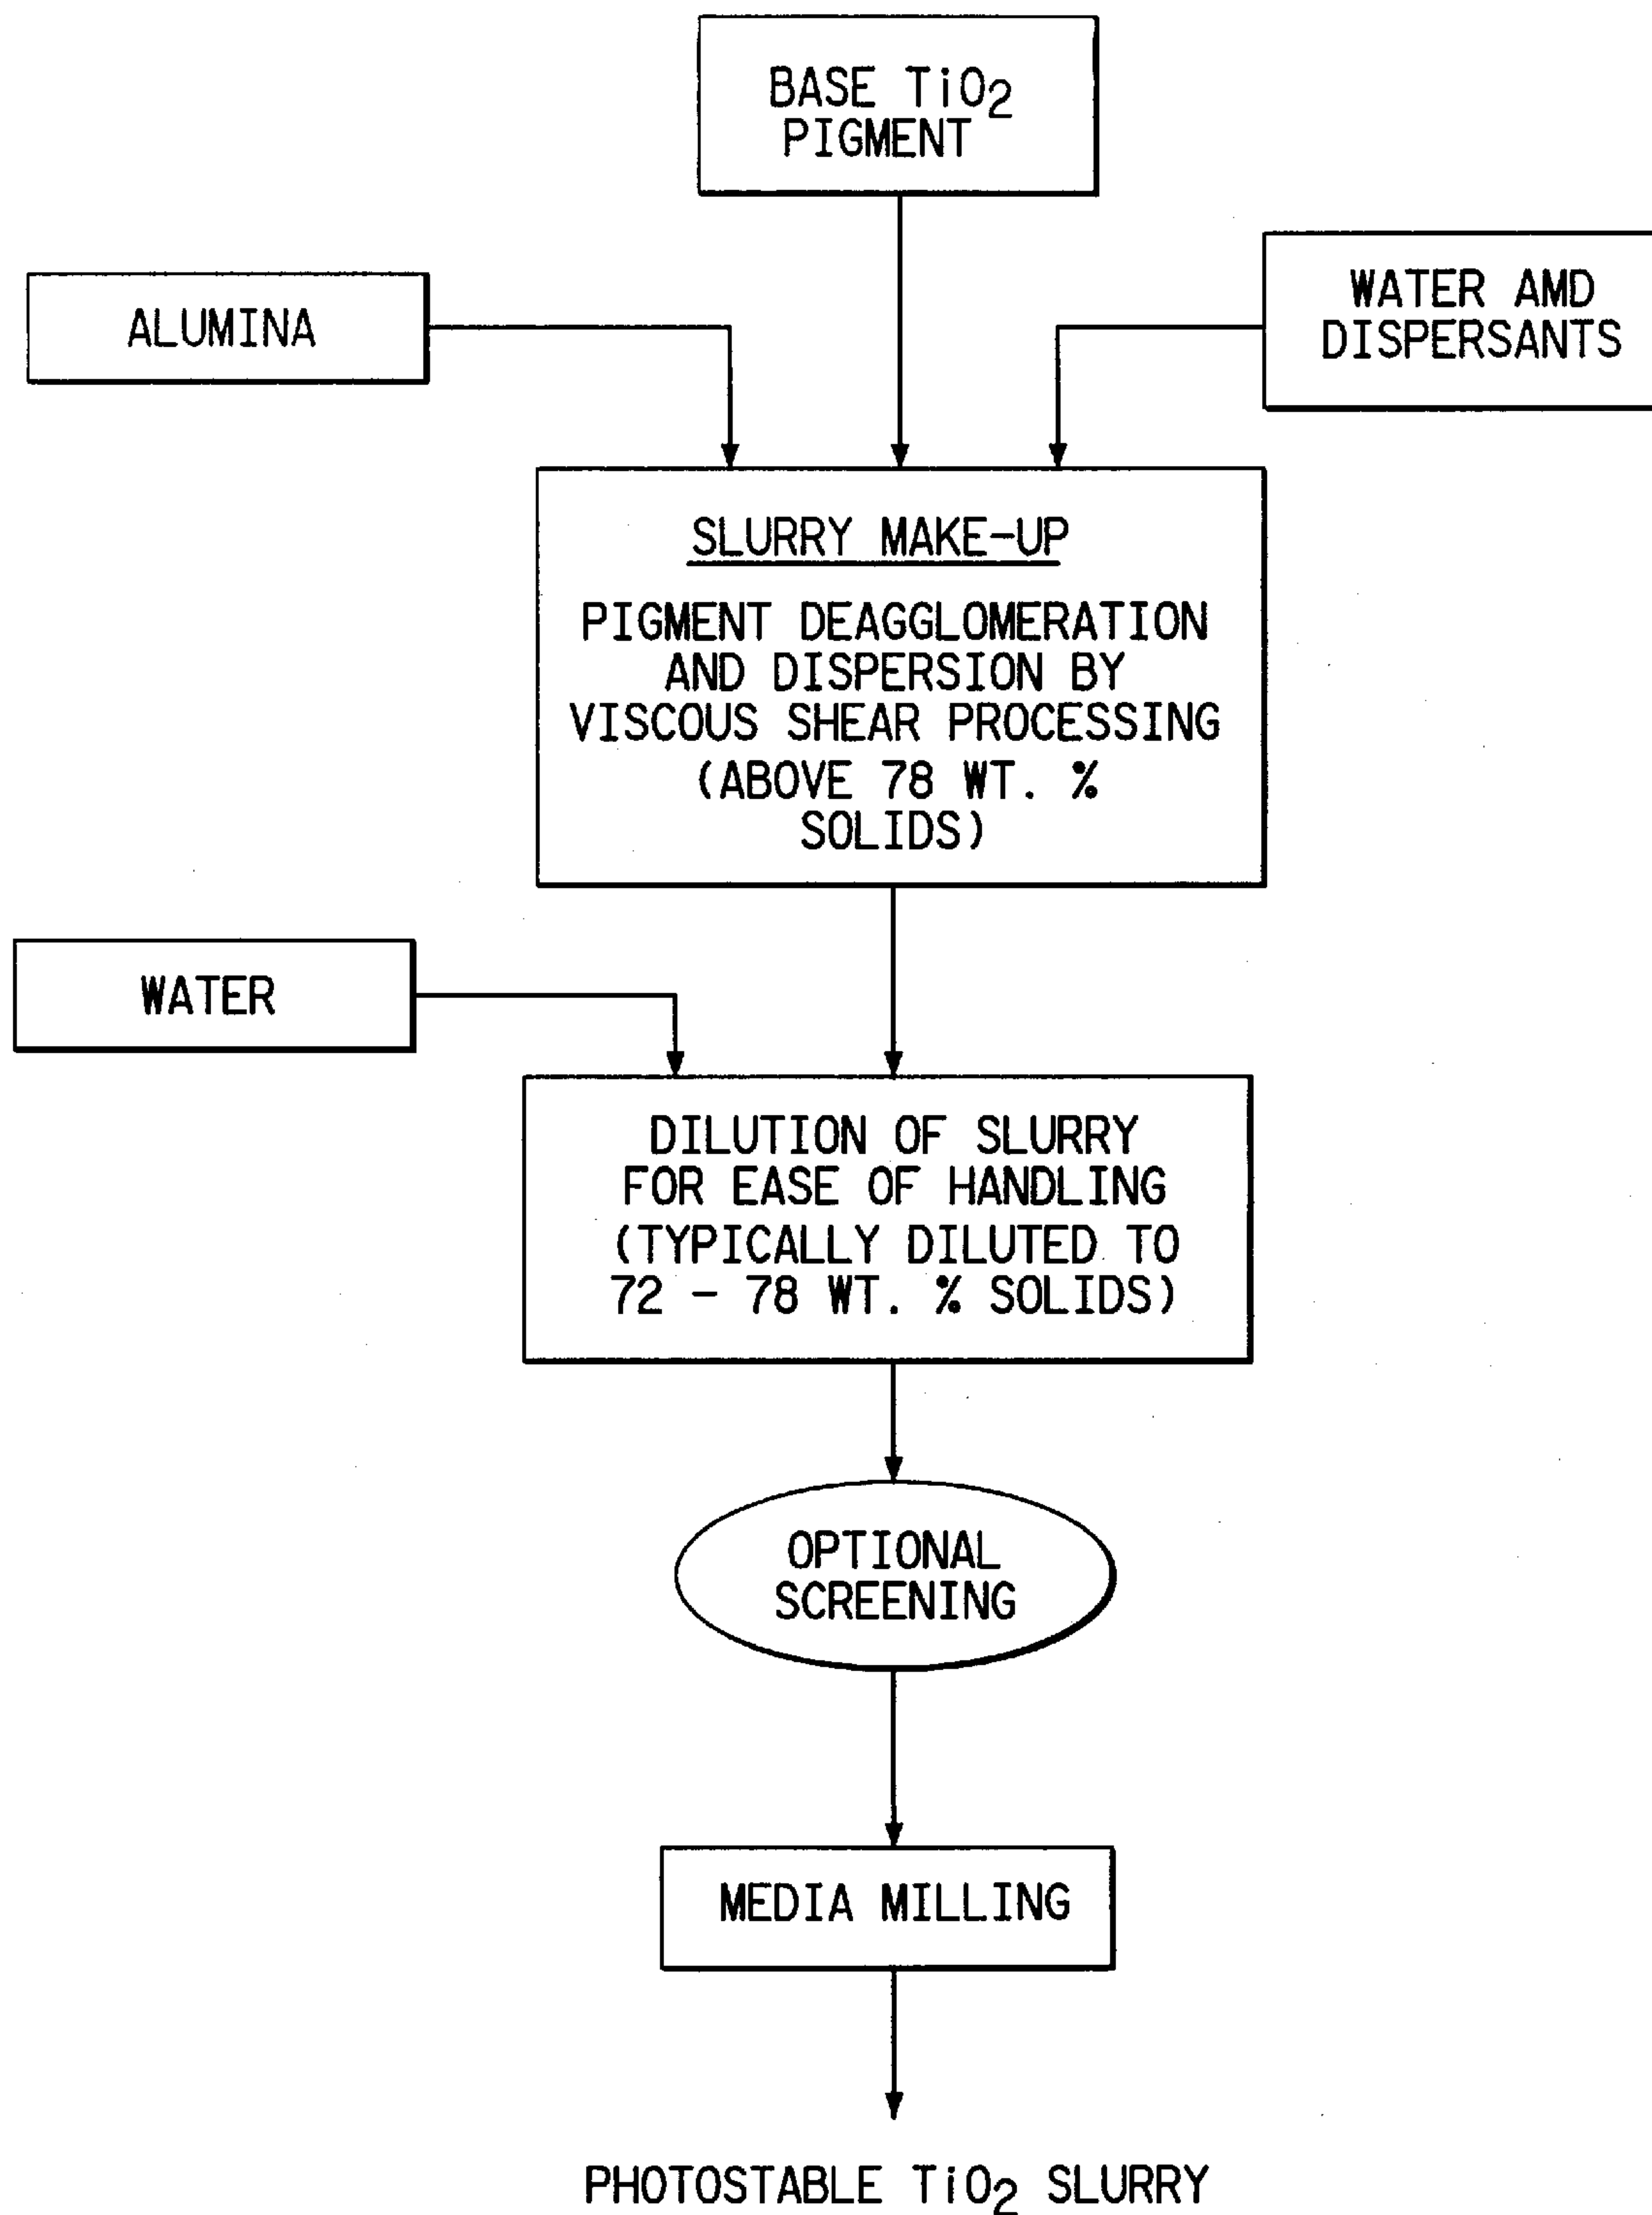 BASE TiO2
PIGMENT
ALUMINA
WATER AMD
DISPERSANTS
SLURRY MAKE-UP
PIGMENT DEAGGLOMERATION
AND DISPERSION BY
VISCOUS SHEAR PROCESSING
(ABOVE 78 WT. %
SOLIDS)
WATER
DILUTION OF SLURRY
FOR EASE OF HANDLING
(TYPICALLY DILUTED TO
72 - 78 WT. % SOLIDS)
OPTIONAL
SCREENING
MEDIA MILLING
PHOTOSTABLE TiO2 SLURRY